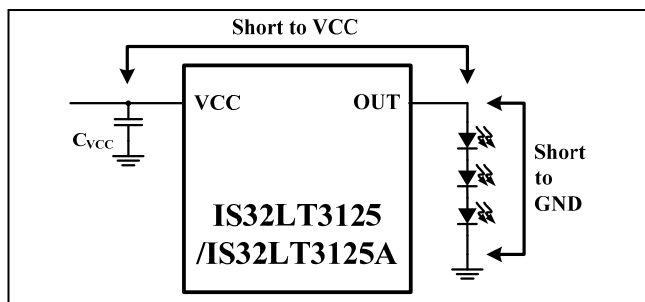 Short to VCC
VCC
OUT
CVCC
Short
to
GND
IS32LT3125
/IS32LT3125A